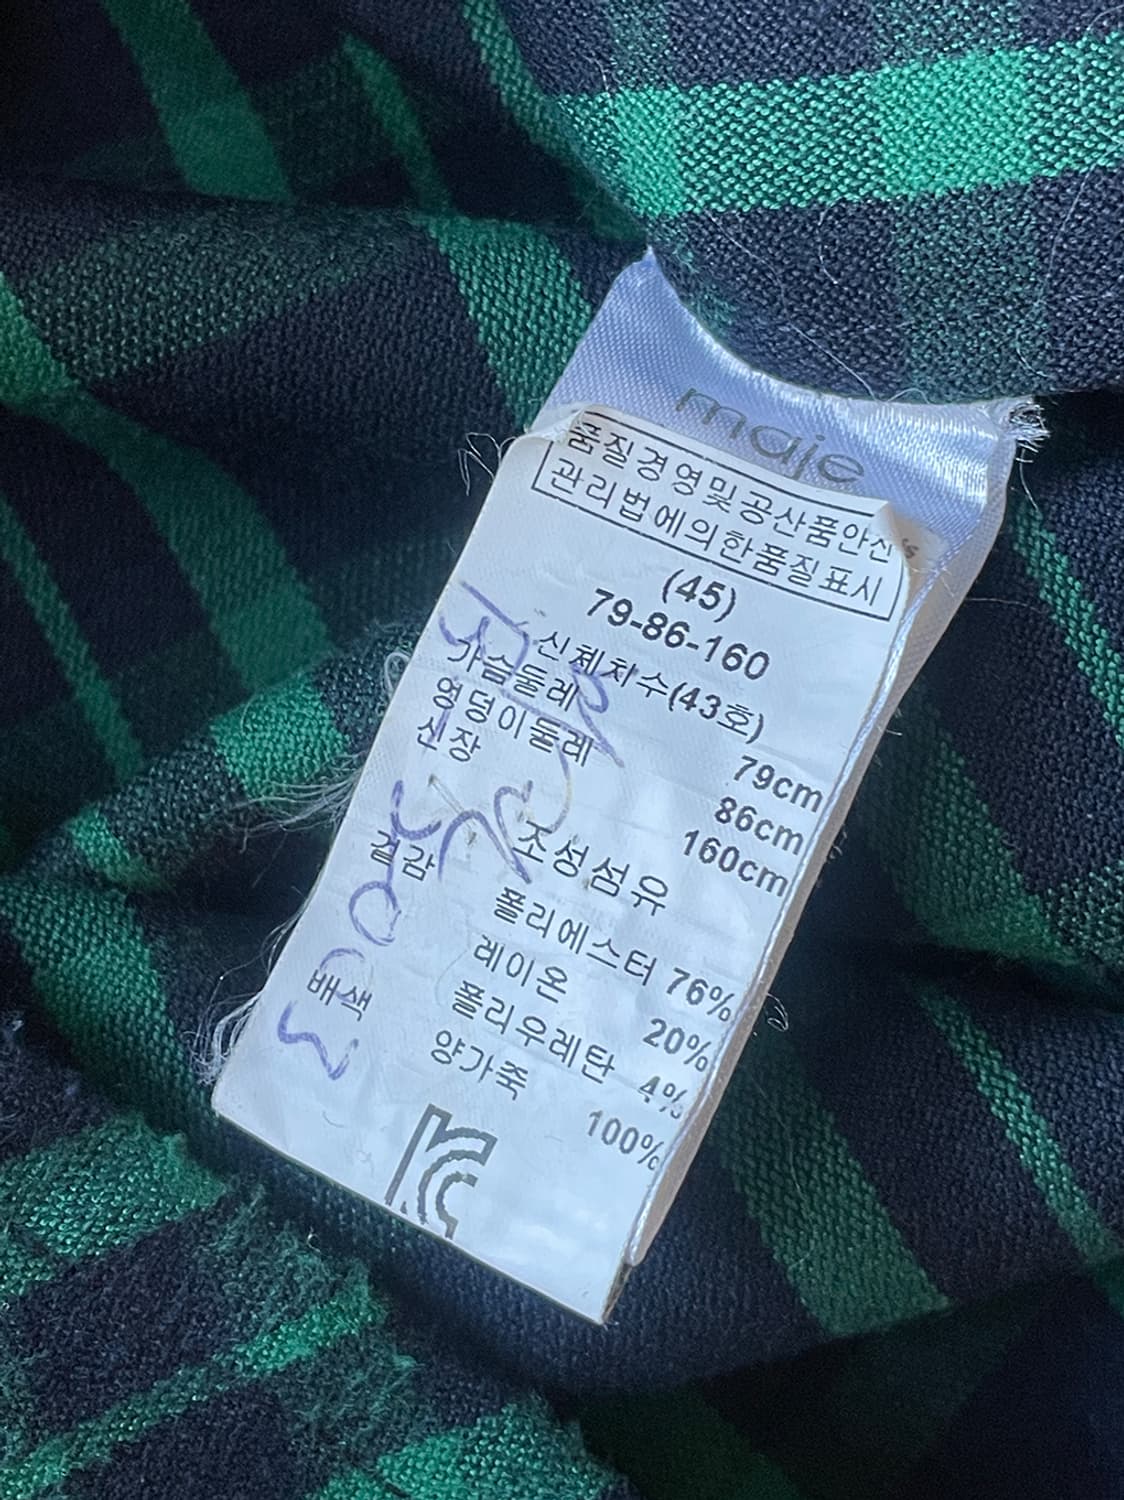 maje
품질경영및공산품안전
관리법에의한품질표시
(45)
79-86-160
신체치수(43호)
가슴둘레 79cm
엉덩이둘레 86cm
신장 160cm
조성섬유
겉감 폴리에스터 76%
레이온 20%
폴리우레탄 4%
배색 양가죽 100%